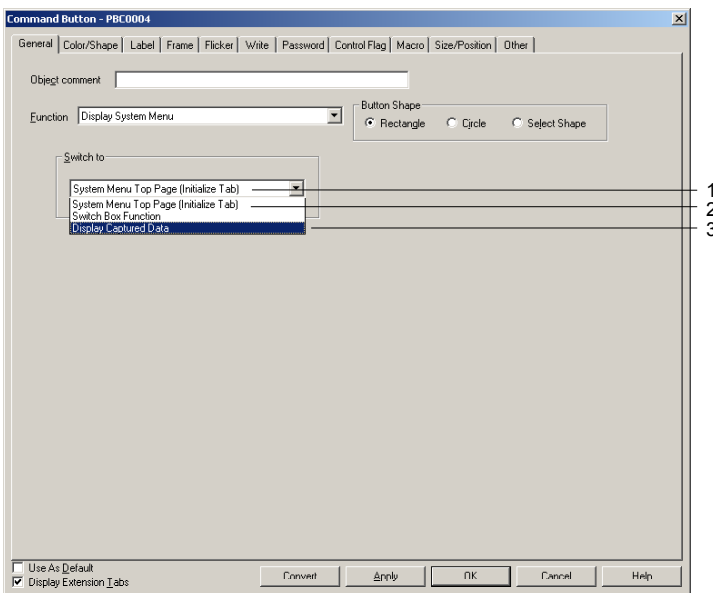 Command Button - PBC0004
General Color/Shape Label Frame Flicker Write Password Control Flag Macro Size/Position Other
Object comment
Function Display System Menu
Button Shape
Rectangle Circle Select Shape
Switch to
System Menu Top Page (Initialize Tab) 1
System Menu Top Page (Initialize Tab) 2
Switch Box Function
Display Captured Data 3
Use As Default
Display Extension Tabs
Convert Apply OK Cancel Help